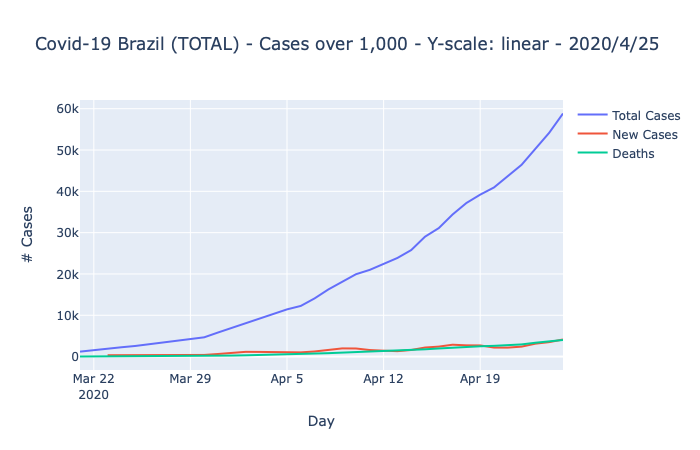 Covid-19 Brazil (TOTAL) - Cases over 1,000 - Y-scale: linear - 2020/4/25
Total Cases
New Cases
Deaths
# Cases
60k
50k
40k
30k
20k
10k
0
Mar 22
2020
Mar 29
Apr 5
Apr 12
Apr 19
Day